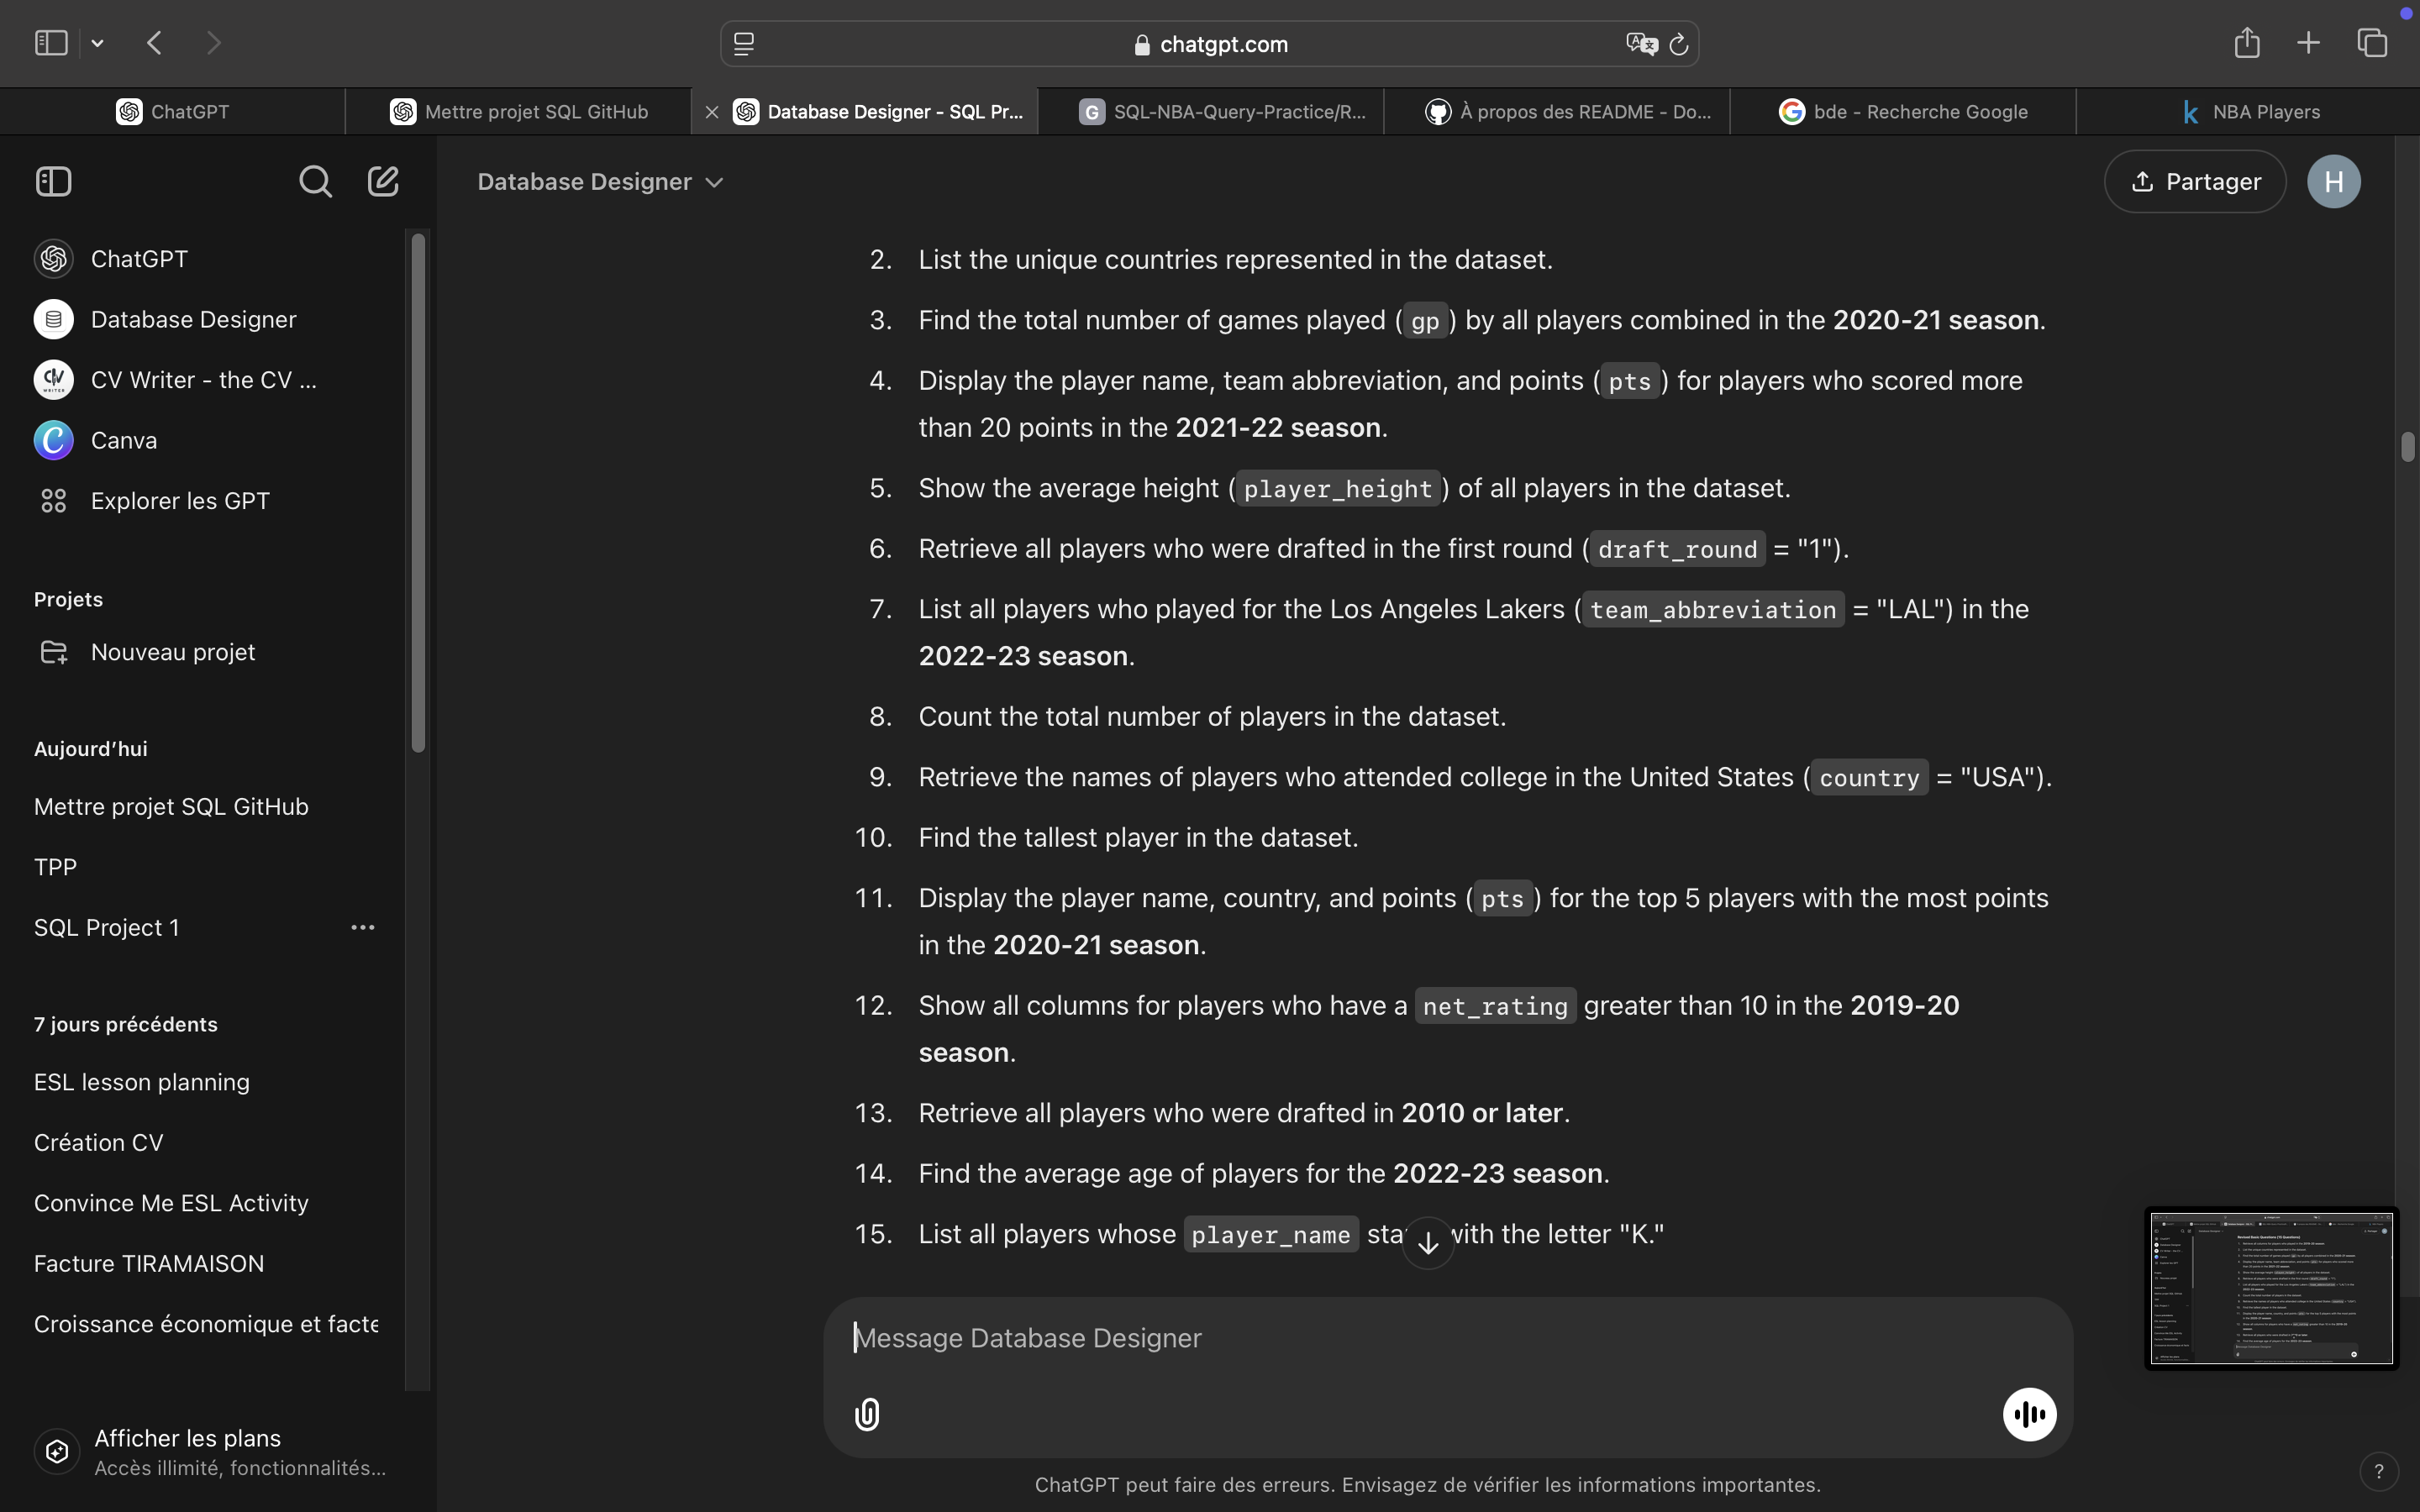 chatgpt.com
ChatGPT
Mettre projet SQL GitHub
Database Designer - SQL Pr...
G SQL-NBA-Query-Practice/R...
À propos des README - Do...
bde - Recherche Google
k NBA Players
Database Designer
Partager
H
ChatGPT
Database Designer
CV Writer - the CV ...
Canva
Explorer les GPT
Projets
Nouveau projet
Aujourd’hui
Mettre projet SQL GitHub
TPP
SQL Project 1
7 jours précédents
ESL lesson planning
Création CV
Convince Me ESL Activity
Facture TIRAMAISON
Croissance économique et facte
Afficher les plans
Accès illimité, fonctionnalités...
2. List the unique countries represented in the dataset.
3. Find the total number of games played (gp) by all players combined in the 2020-21 season.
4. Display the player name, team abbreviation, and points (pts) for players who scored more
than 20 points in the 2021-22 season.
5. Show the average height (player_height) of all players in the dataset.
6. Retrieve all players who were drafted in the first round (draft_round = "1").
7. List all players who played for the Los Angeles Lakers (team_abbreviation = "LAL") in the
2022-23 season.
8. Count the total number of players in the dataset.
9. Retrieve the names of players who attended college in the United States (country = "USA").
10. Find the tallest player in the dataset.
11. Display the player name, country, and points (pts) for the top 5 players with the most points
in the 2020-21 season.
12. Show all columns for players who have a net_rating greater than 10 in the 2019-20
season.
13. Retrieve all players who were drafted in 2010 or later.
14. Find the average age of players for the 2022-23 season.
15. List all players whose player_name sta with the letter "K."
Message Database Designer
ChatGPT peut faire des erreurs. Envisagez de vérifier les informations importantes.
?